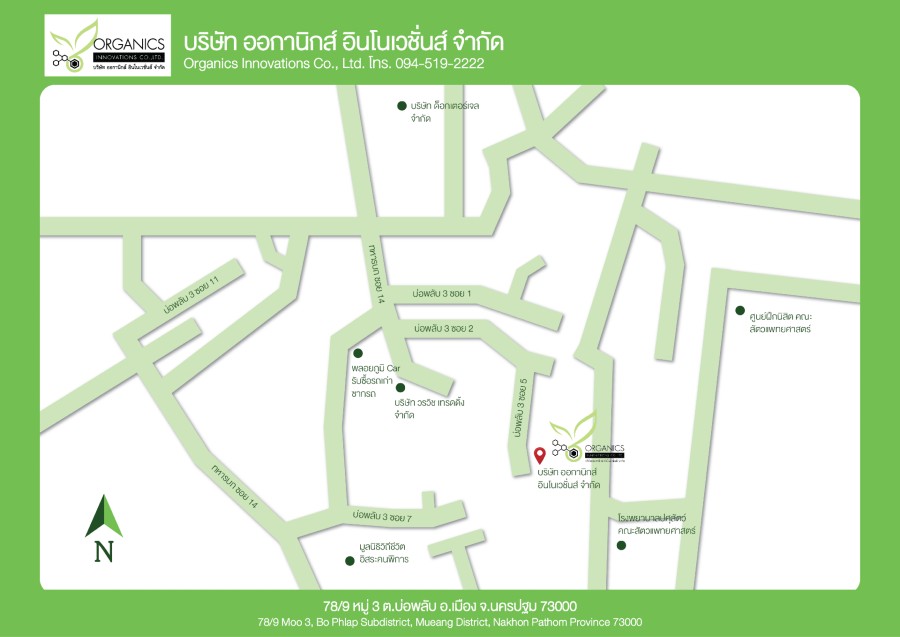 ORGANICS
INNOVATIONS CO.,LTD.
บริษัท ออกานิกส์ อินโนเวชั่นส์ จำกัด
บริษัท ออกานิกส์ อินโนเวชั่นส์ จำกัด
Organics Innovations Co., Ltd. โทร. 094-519-2222
บริษัท ด็อกเตอร์เจล
จำกัด
ทหารบก ซอย 14
บ่อพลับ 3 ซอย 11
บ่อพลับ 3 ซอย 1
บ่อพลับ 3 ซอย 2
ศูนย์ฝึกนิสิต คณะ
สัตวแพทยศาสตร์
พลอยภูมิ Car
รับซื้อรถเก่า
ซากรถ
บริษัท วรวิช เทรดดิ้ง
จำกัด
บ่อพลับ 3 ซอย 5
ORGANICS
บริษัท ออกานิกส์
อินโนเวชั่นส์ จำกัด
ทหารบก ซอย 14
บ่อพลับ 3 ซอย 7
โรงพยาบาลปศุสัตว์
คณะสัตวแพทยศาสตร์
มูลนิธิวิถีชีวิต
อิสระคนพิการ
N
78/9 หมู่ 3 ต.บ่อพลับ อ.เมือง จ.นครปฐม 73000
78/9 Moo 3, Bo Phlap Subdistrict, Mueang District, Nakhon Pathom Province 73000